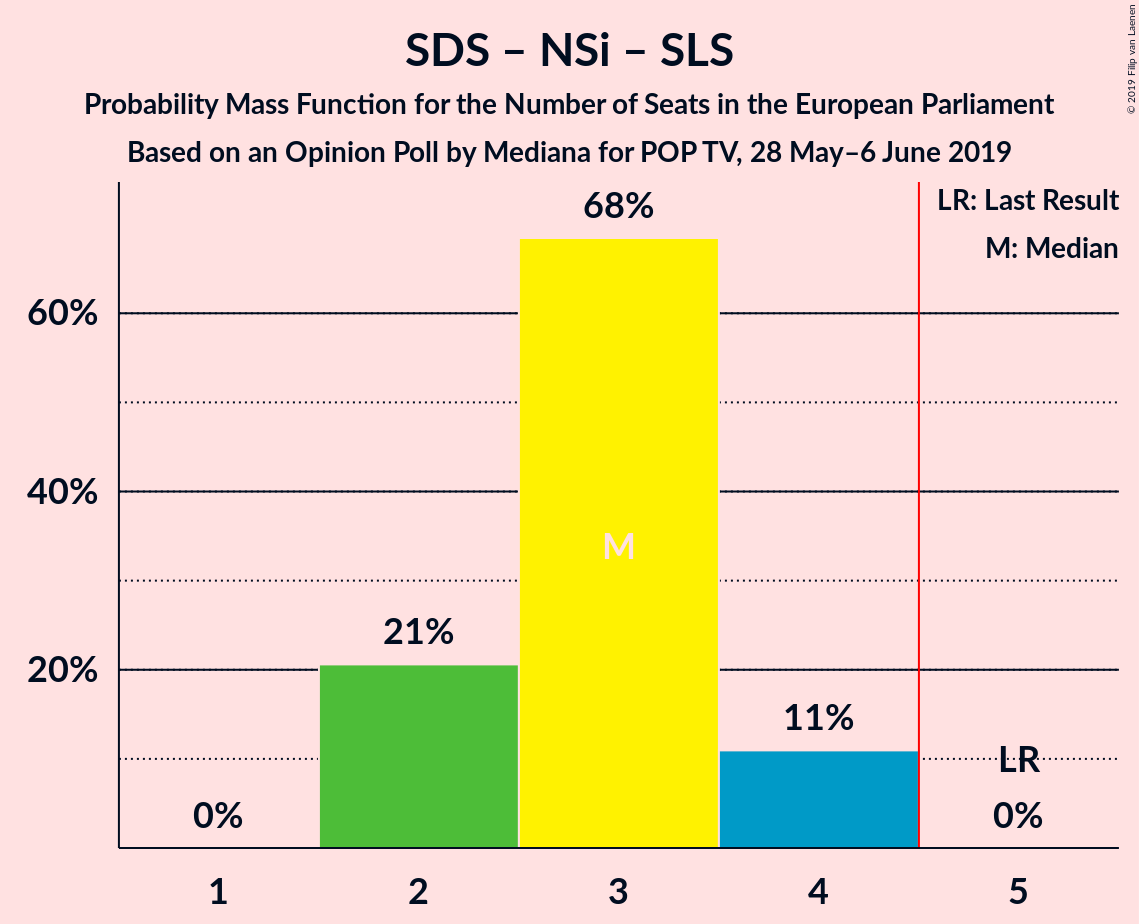 SDS – NSi – SLS
Probability Mass Function for the Number of Seats in the European Parliament
Based on an Opinion Poll by Mediana for POP TV, 28 May–6 June 2019
© 2019 Filip van Laenen
LR: Last Result
M: Median
68%
60%
40%
M
21%
20%
11%
LR
0%
0%
1
2
3
4
5